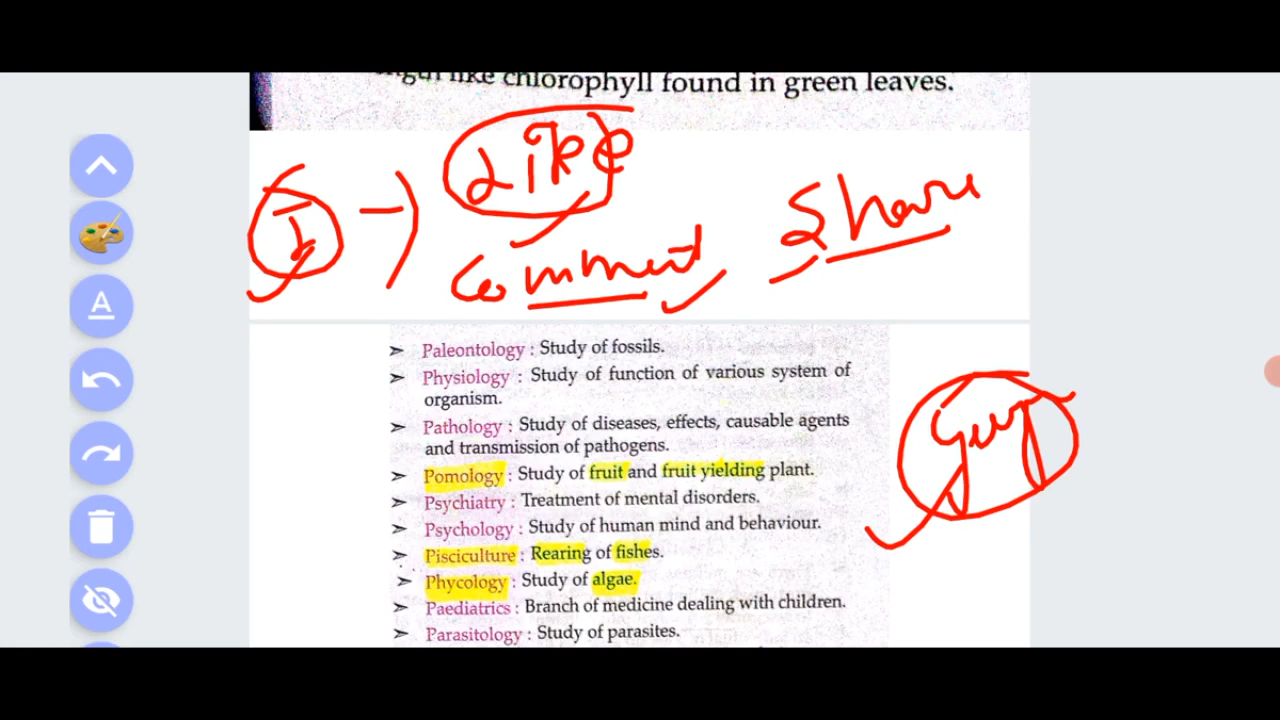 like chlorophyll found in green leaves.
Like
I
Comment
Share
➢ Paleontology : Study of fossils.
➢ Physiology : Study of function of various system of
organism.
➢ Pathology : Study of diseases, effects, causable agents
and transmission of pathogens.
➢ Pomology : Study of fruit and fruit yielding plant.
➢ Psychiatry : Treatment of mental disorders.
➢ Psychology : Study of human mind and behaviour.
➢ Pisciculture : Rearing of fishes.
➢ Phycology : Study of algae.
➢ Paediatrics : Branch of medicine dealing with children.
➢ Parasitology : Study of parasites.
A